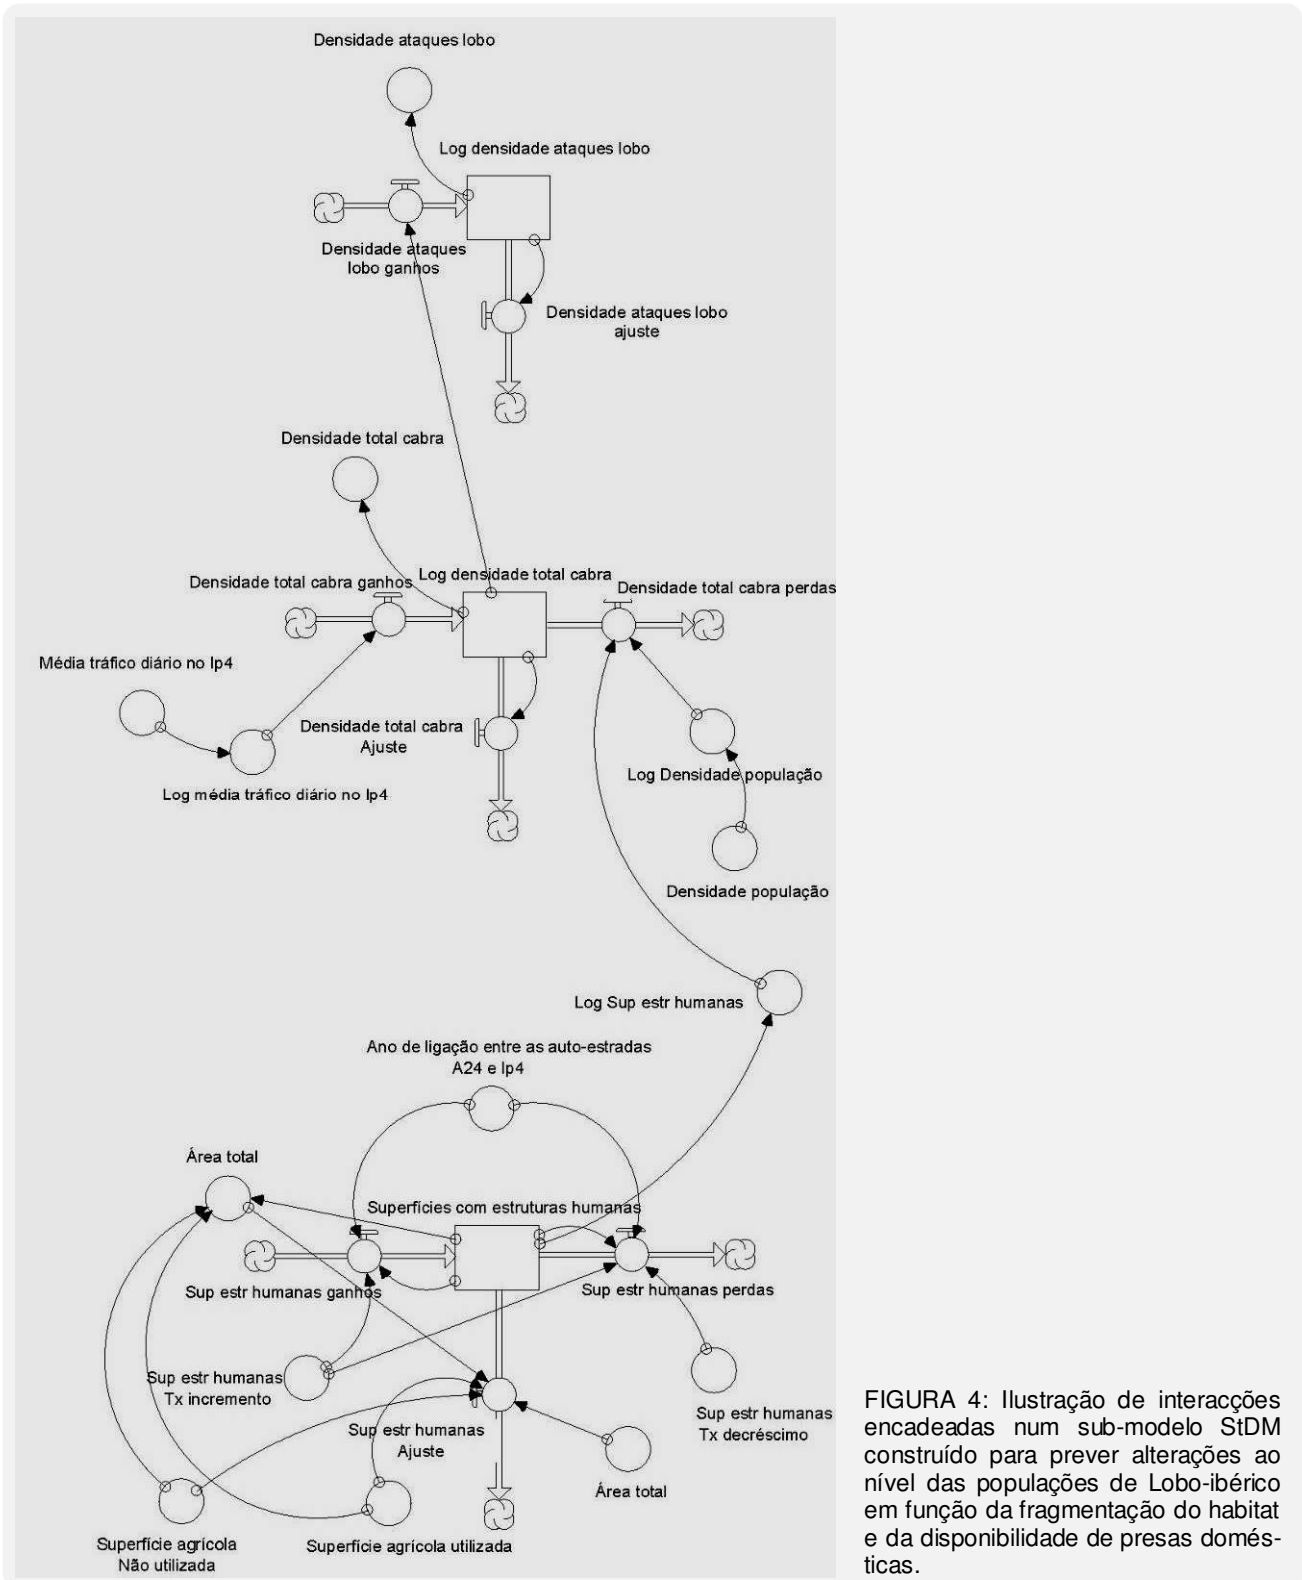 Densidade ataques lobo
Log densidade ataques lobo
Densidade ataques
lobo ganhos
Densidade ataques lobo
ajuste
Densidade total cabra
Densidade total cabra ganhos
Log densidade total cabra
Densidade total cabra perdas
Média tráfico diário no Ip4
Log média tráfico diário no Ip4
Densidade total cabra
Ajuste
Log Densidade população
Densidade população
Log Sup estr humanas
Ano de ligação entre as auto-estradas
A24 e Ip4
Área total
Superfícies com estruturas humanas
Sup estr humanas ganhos
Sup estr humanas perdas
Sup estr humanas
Tx incremento
Sup estr humanas
Ajuste
Sup estr humanas
Tx decréscimo
Área total
Superfície agrícola
Não utilizada
Superfície agrícola utilizada
FIGURA 4: Ilustração de interacções
encadeadas num sub-modelo StDM
construído para prever alterações ao
nível das populações de Lobo-ibérico
em função da fragmentação do habitat
e da disponibilidade de presas domés-
ticas.